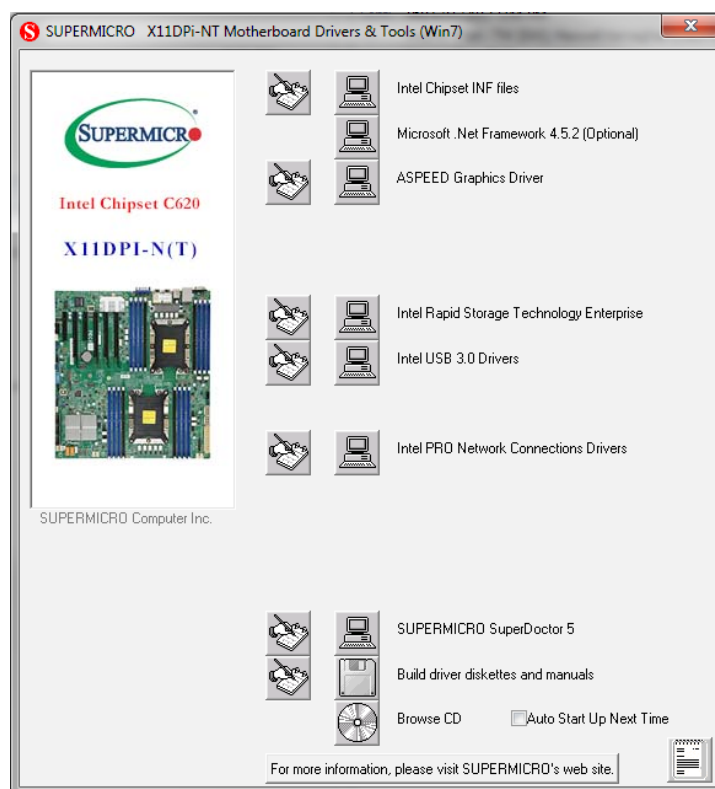 SUPERMICRO X11DPi-NT Motherboard Drivers & Tools (Win7)
SUPERMICR
Intel Chipset C620
X11DPI-N(T)
SUPERMICRO Computer Inc.
Intel Chipset INF files
Microsoft .Net Framework 4.5.2 (Optional)
ASPEED Graphics Driver
Intel Rapid Storage Technology Enterprise
Intel USB 3.0 Drivers
Intel PRO Network Connections Drivers
SUPERMICRO SuperDoctor 5
Build driver diskettes and manuals
Browse CD
Auto Start Up Next Time
For more information, please visit SUPERMICRO's web site.